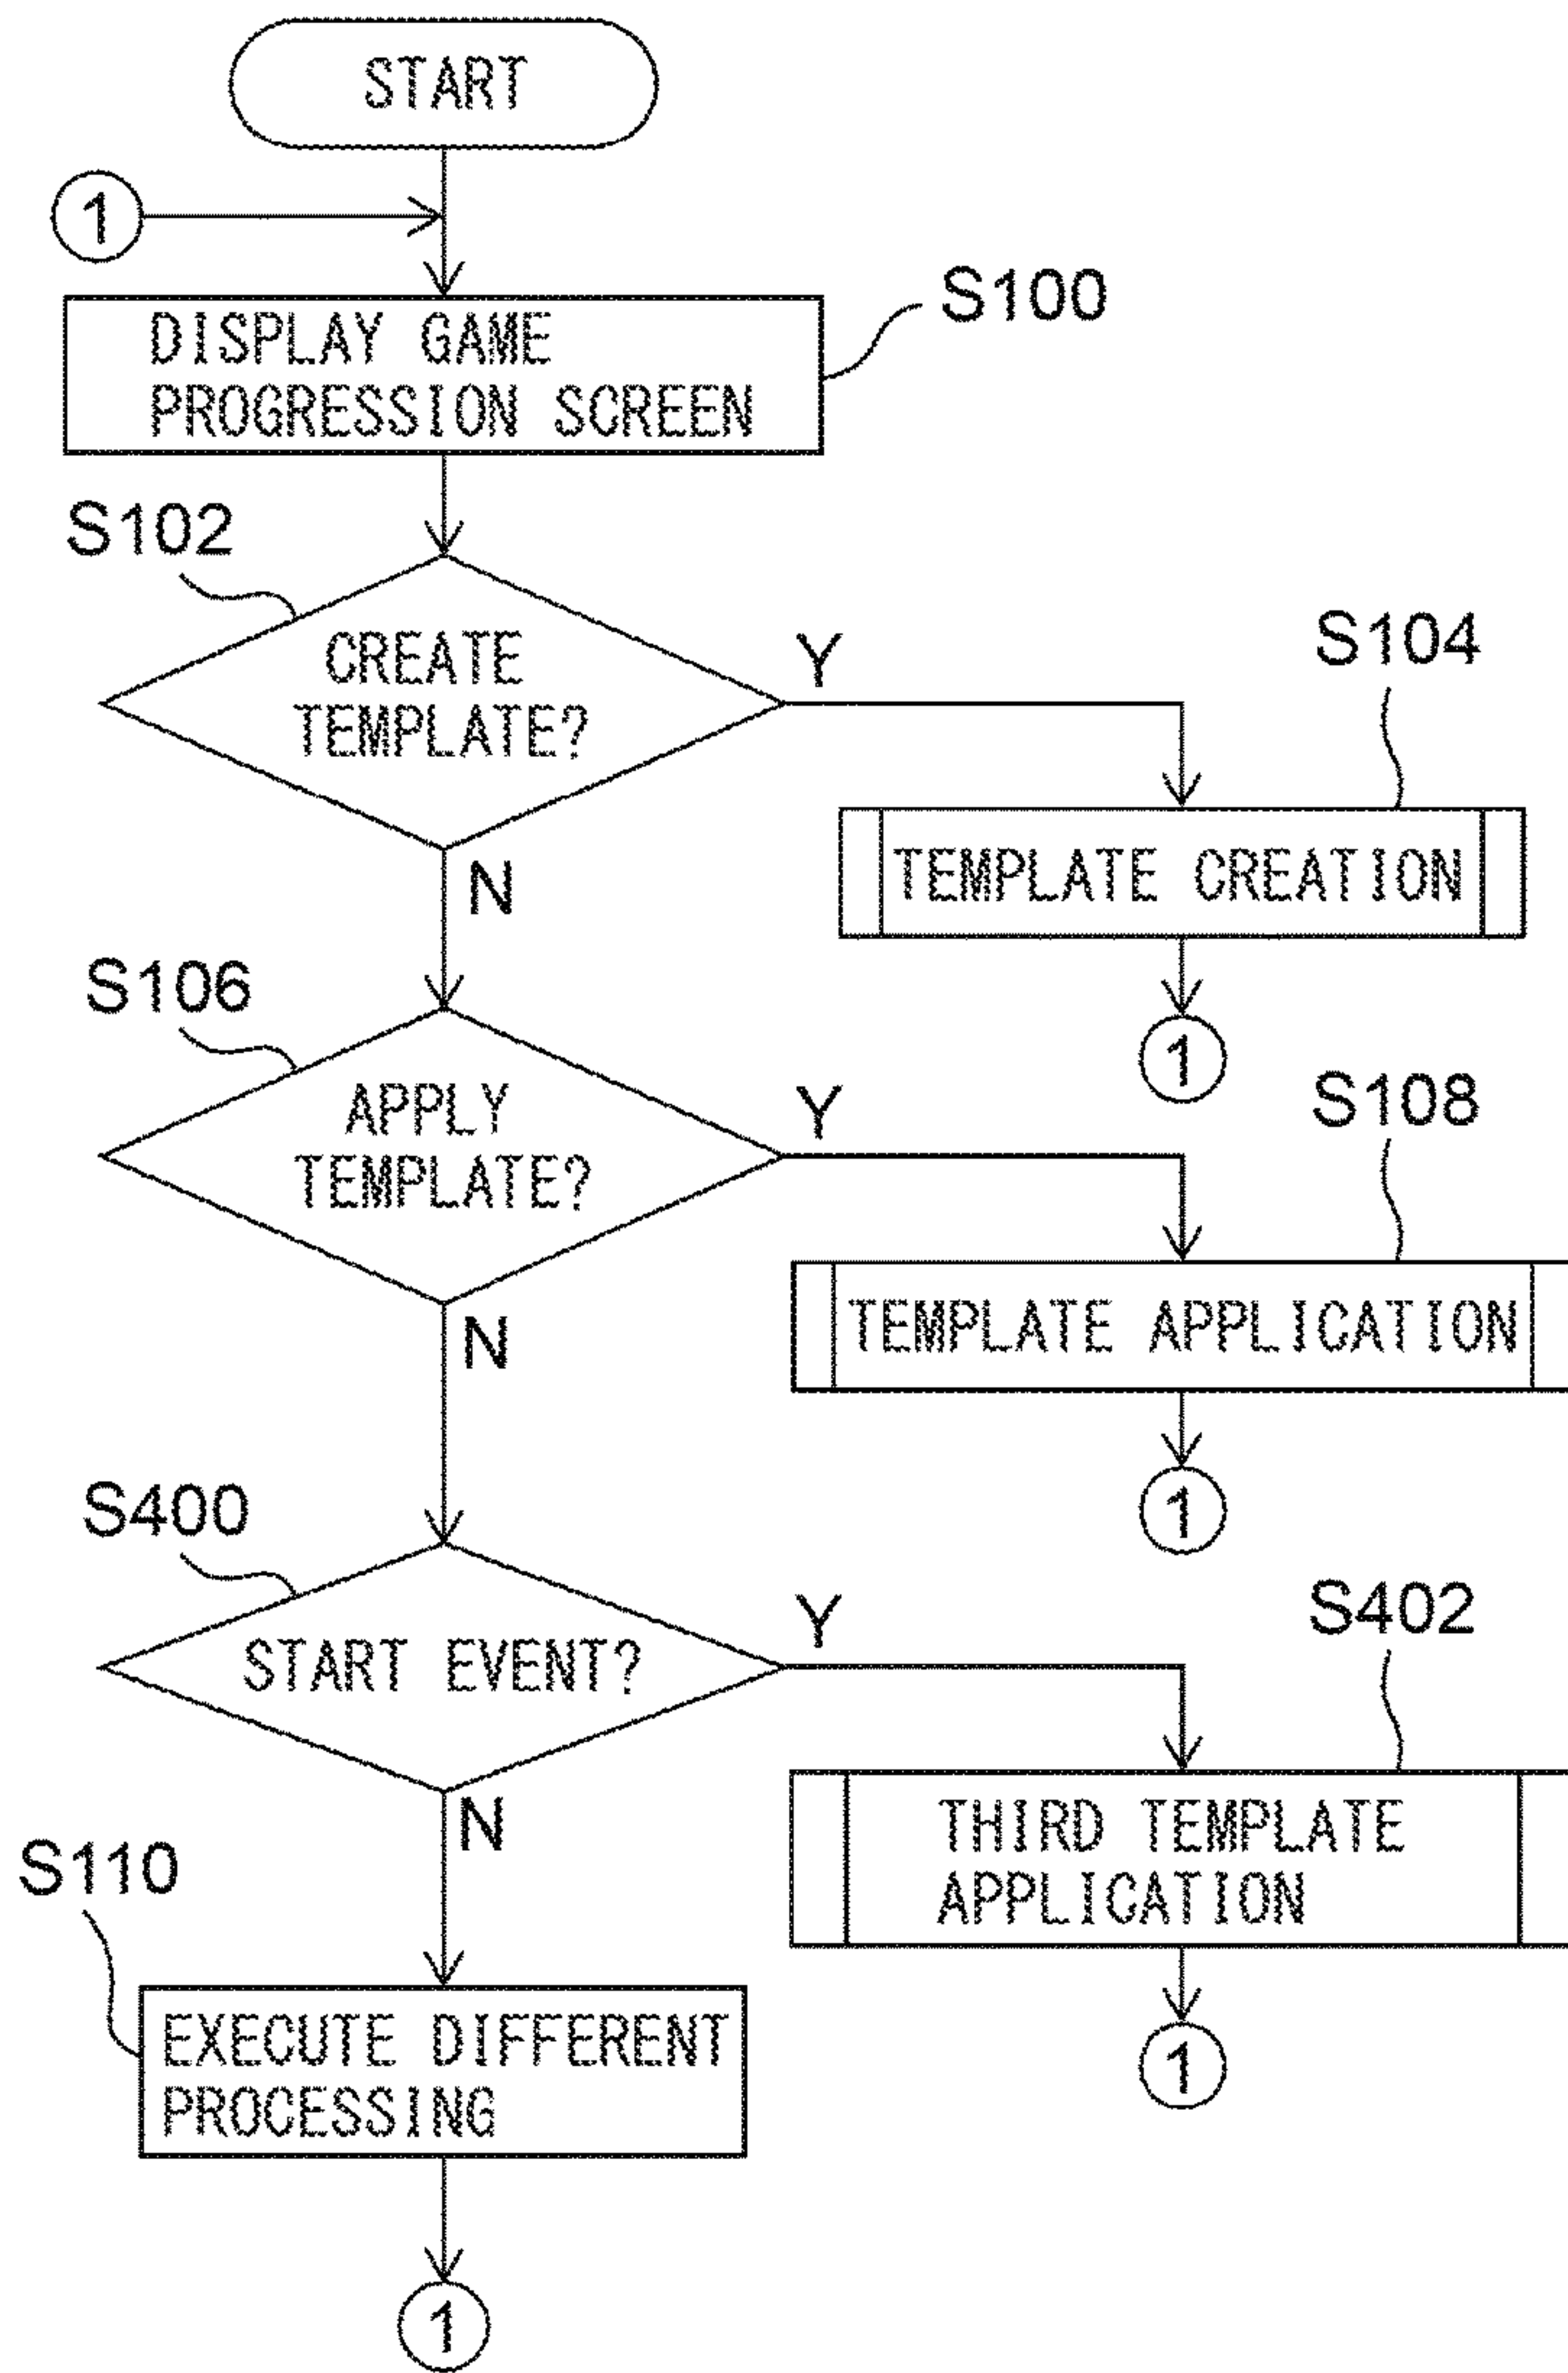 START
1
DISPLAY GAME
PROGRESSION SCREEN
S100
S102
CREATE
TEMPLATE?
Y
N
S104
TEMPLATE CREATION
1
S106
APPLY
TEMPLATE?
Y
N
S108
TEMPLATE APPLICATION
1
S400
START EVENT?
Y
N
S402
THIRD TEMPLATE
APPLICATION
1
S110
EXECUTE DIFFERENT
PROCESSING
1